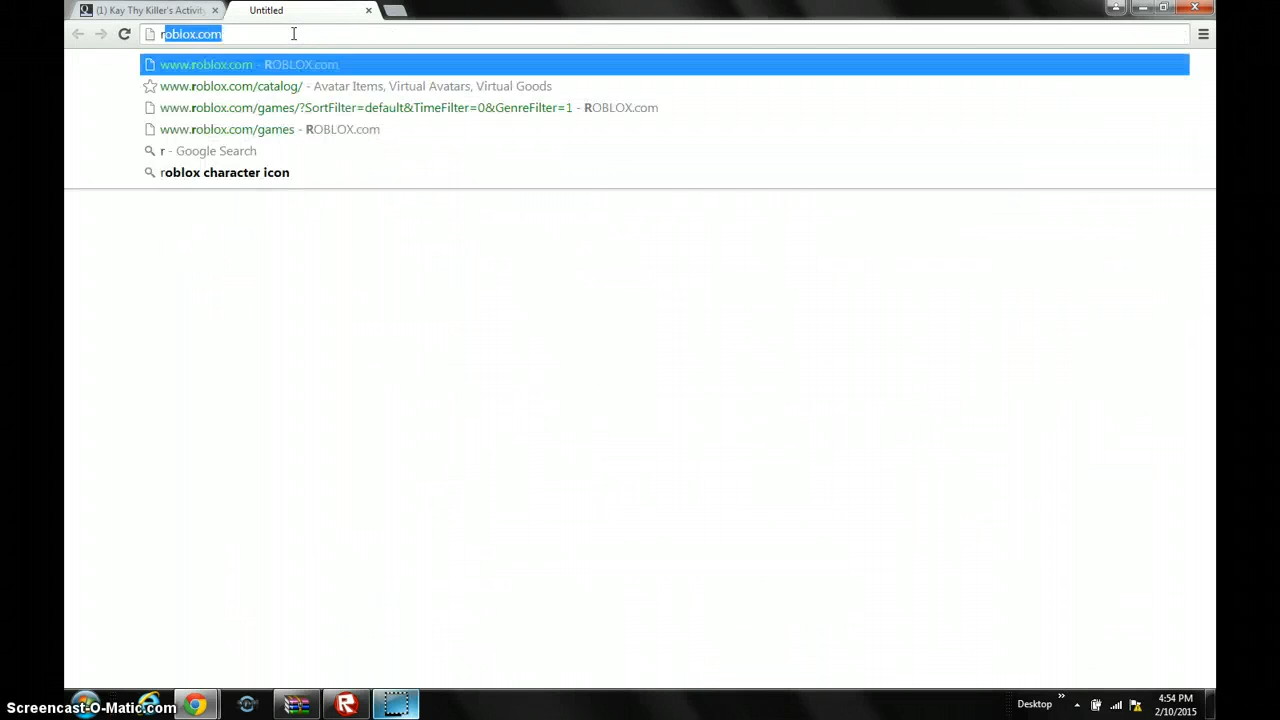 (1) Kay Thy Killer's Activity
Untitled
roblox.com
www.roblox.com - ROBLOX.com
www.roblox.com/catalog/ - Avatar Items, Virtual Avatars, Virtual Goods
www.roblox.com/games/?SortFilter=default&TimeFilter=0&GenreFilter=1 - ROBLOX.com
www.roblox.com/games - ROBLOX.com
r - Google Search
roblox character icon
Screencast-O-Matic.com
Desktop
4:54 PM
2/10/2015